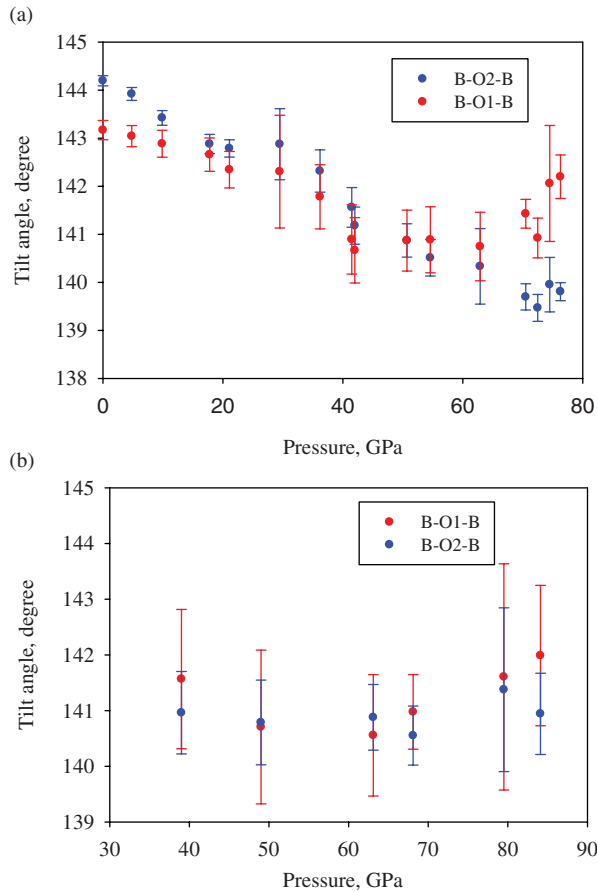 (a)
145
144
143
142
141
140
139
138
Tilt angle, degree
B-O2-B
B-O1-B
0
20
40
60
80
Pressure, GPa
(b)
145
144
143
142
141
140
139
Tilt angle, degree
B-O1-B
B-O2-B
30
40
50
60
70
80
90
Pressure, GPa